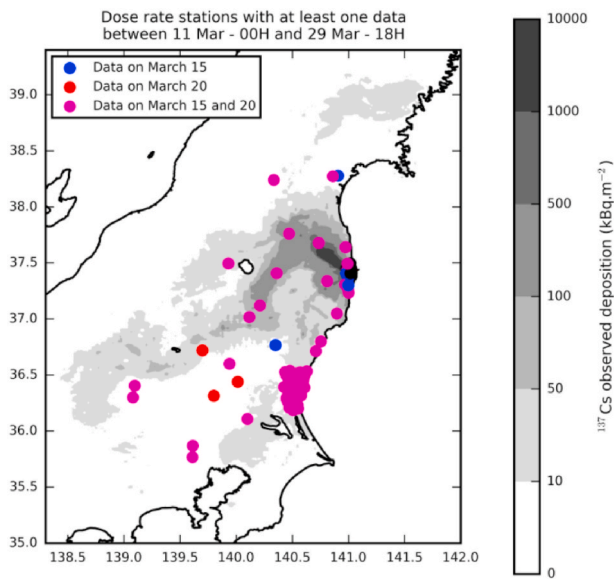 Dose rate stations with at least one data
between 11 Mar - 00H and 29 Mar - 18H
Data on March 15
Data on March 20
Data on March 15 and 20
39.0
38.5
38.0
37.5
37.0
36.5
36.0
35.5
35.0
138.5 139.0 139.5 140.0 140.5 141.0 141.5 142.0
10000
1000
500
100
50
10
0
¹³⁷Cs observed deposition (kBq.m⁻²)